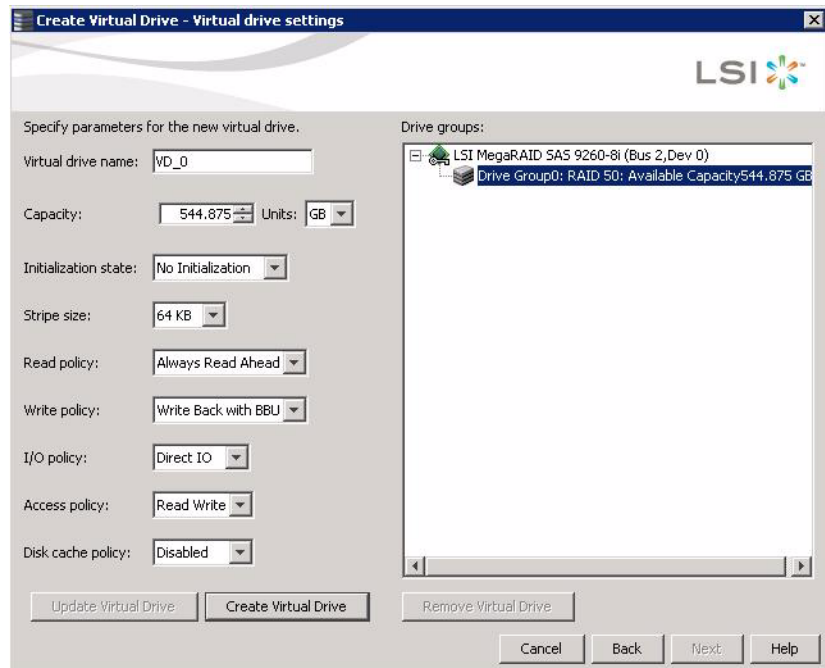 Create Virtual Drive - Virtual drive settings
LSI
Specify parameters for the new virtual drive.
Virtual drive name: VD_0
Capacity: 544.875 Units: GB
Initialization state: No Initialization
Stripe size: 64 KB
Read policy: Always Read Ahead
Write policy: Write Back with BBU
I/O policy: Direct IO
Access policy: Read Write
Disk cache policy: Disabled
Drive groups:
LSI MegaRAID SAS 9260-8i (Bus 2,Dev 0)
Drive Group0: RAID 50: Available Capacity544.875 GB
Update Virtual Drive Create Virtual Drive Remove Virtual Drive
Cancel Back Next Help